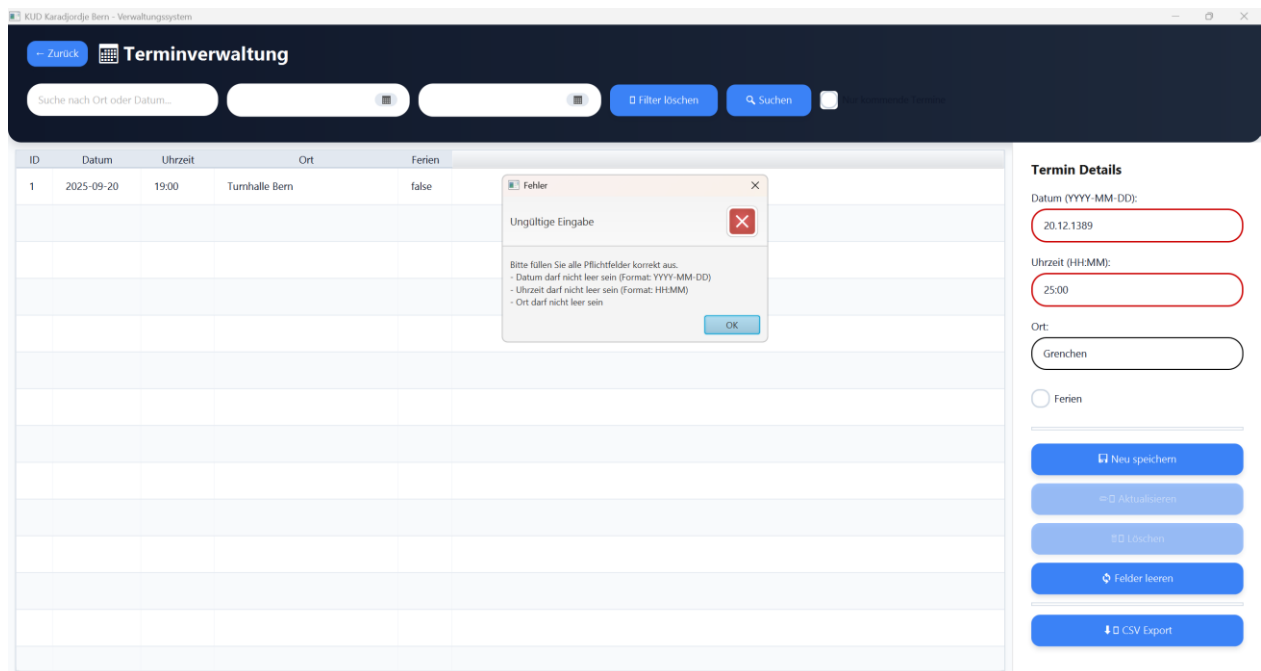 KUD Karadjordje Bern - Verwaltungssystem
← Zurück
Terminverwaltung
Suche nach Ort oder Datum...
Filter löschen
Suchen
Nur kommende Termine
ID Datum Uhrzeit Ort Ferien
1 2025-09-20 19:00 Turnhalle Bern false
Fehler
Ungültige Eingabe
Bitte füllen Sie alle Pflichtfelder korrekt aus.
- Datum darf nicht leer sein (Format: YYYY-MM-DD)
- Uhrzeit darf nicht leer sein (Format: HH:MM)
- Ort darf nicht leer sein
OK
Termin Details
Datum (YYYY-MM-DD):
20.12.1389
Uhrzeit (HH:MM):
25:00
Ort:
Grenchen
Ferien
Neu speichern
Aktualisieren
Löschen
Felder leeren
CSV Export